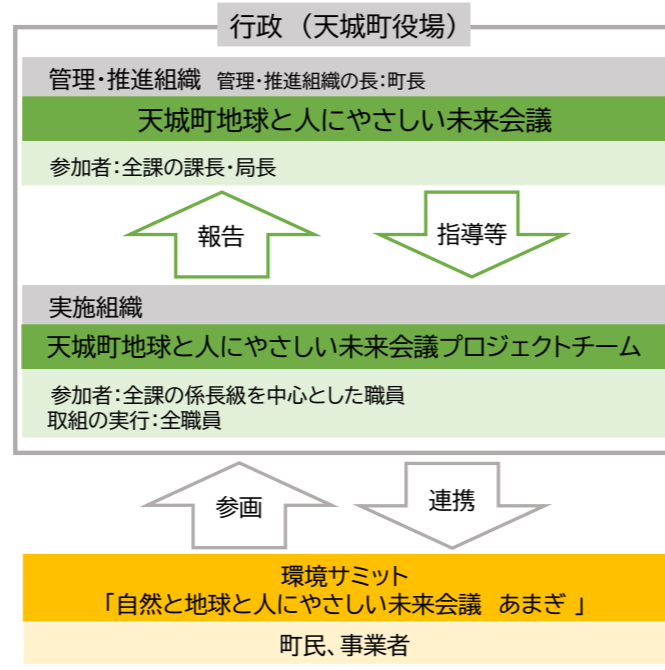 行政 （天城町役場）
管理・推進組織 管理・推進組織の長：町長
天城町地球と人にやさしい未来会議
参加者：全課の課長・局長
報告
指導等
実施組織
天城町地球と人にやさしい未来会議プロジェクトチーム
参加者：全課の係長級を中心とした職員
取組の実行：全職員
参画
連携
環境サミット
「自然と地球と人にやさしい未来会議 あまぎ 」
町民、事業者